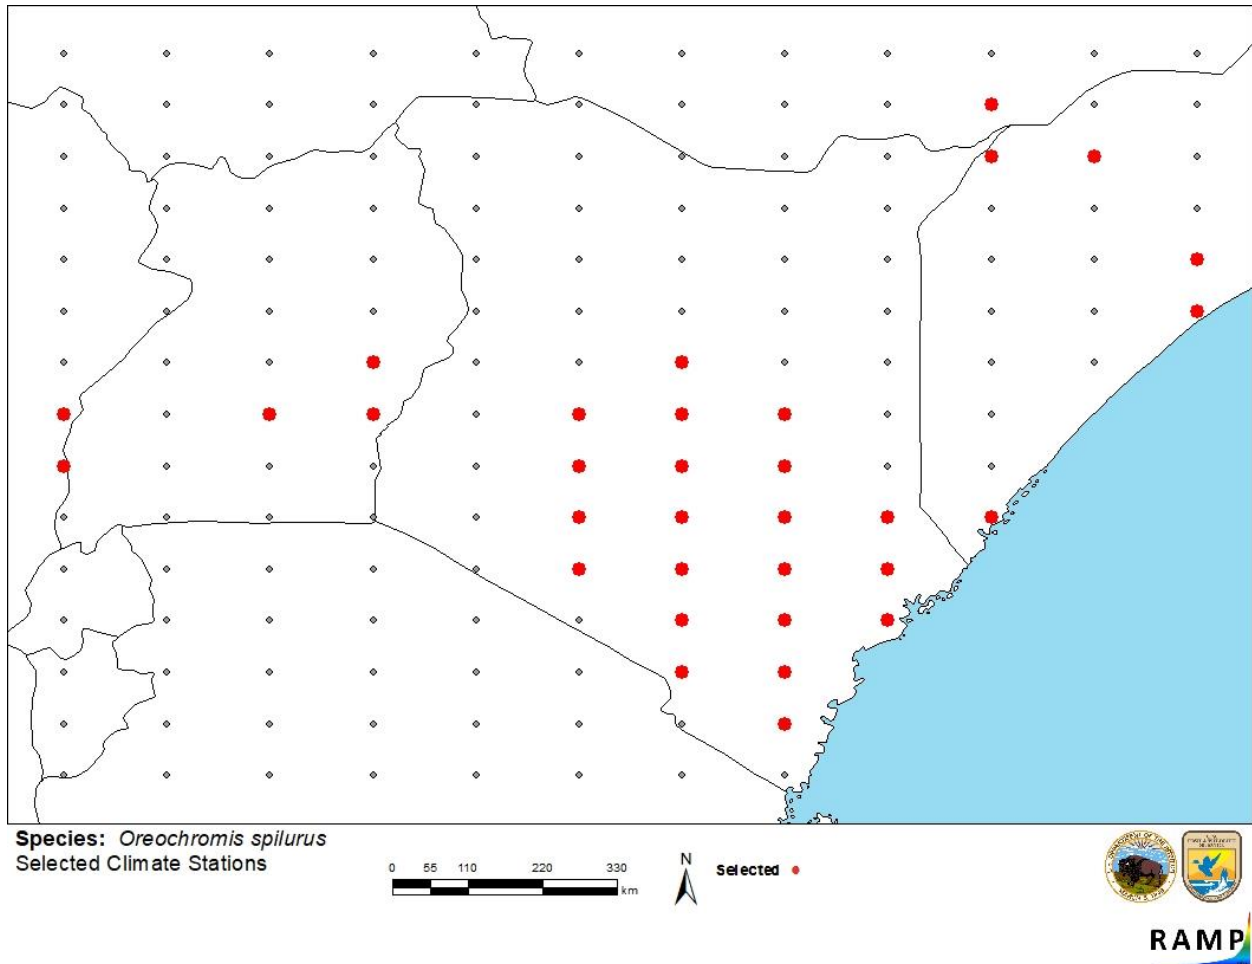 Species: Oreochromis spilurus
Selected Climate Stations
0 55 110 220 330
km
N
Selected
RAMP